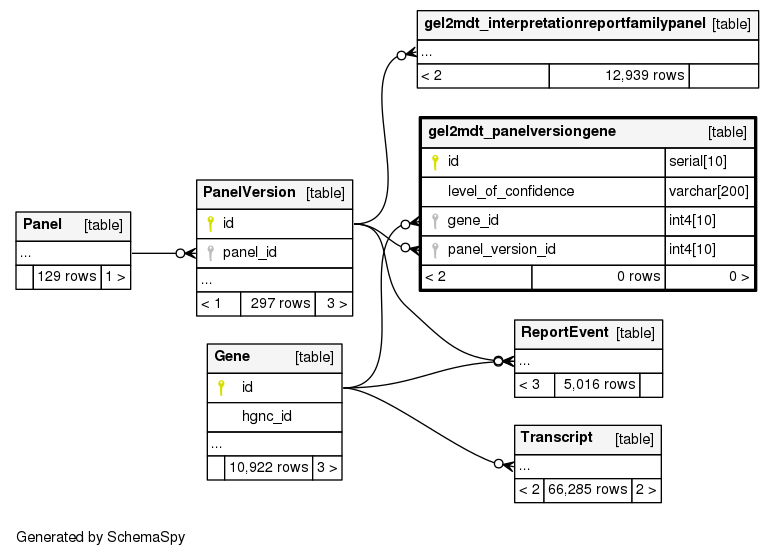 gel2mdt_interpretationreportfamilypanel [table]
...
< 2 12,939 rows
gel2mdt_panelversiongene [table]
id serial[10]
level_of_confidence varchar[200]
gene_id int4[10]
panel_version_id int4[10]
< 2 0 rows 0 >
PanelVersion [table]
id
panel_id
...
< 1 297 rows 3 >
Panel [table]
...
129 rows 1 >
Gene [table]
id
hgnc_id
...
10,922 rows 3 >
ReportEvent [table]
...
< 3 5,016 rows
Transcript [table]
...
< 2 66,285 rows 2 >
Generated by SchemaSpy